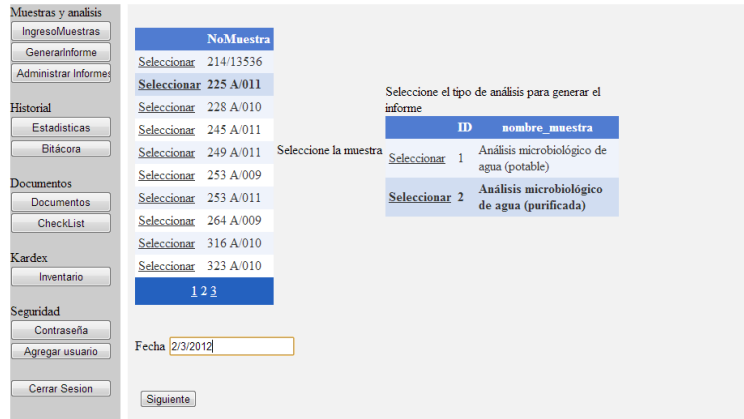 Muestras y analisis
IngresoMuestras
GenerarInforme
Administrar Informes
Historial
Estadisticas
Bitácora
Documentos
Documentos
CheckList
Kardex
Inventario
Seguridad
Contraseña
Agregar usuario
Cerrar Sesion
NoMuestra
Seleccionar 214/13536
Seleccionar 225 A/011
Seleccionar 228 A/010
Seleccionar 245 A/011
Seleccionar 249 A/011
Seleccionar 253 A/009
Seleccionar 253 A/011
Seleccionar 264 A/009
Seleccionar 316 A/010
Seleccionar 323 A/010
1 2 3
Seleccione la muestra
Seleccione el tipo de análisis para generar el
informe
ID nombre_muestra
Seleccionar 1 Análisis microbiológico de
agua (potable)
Seleccionar 2 Análisis microbiológico
de agua (purificada)
Fecha 2/3/2012
Siguiente